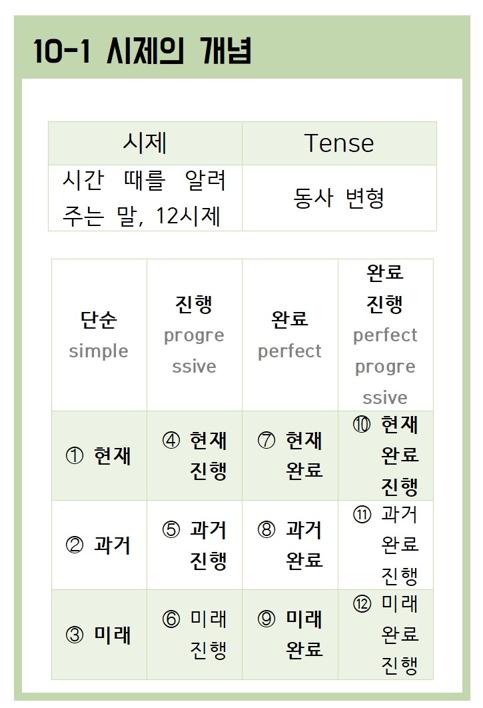 10-1 시제의 개념
시제 Tense
시간 때를 알려
주는 말, 12시제
동사 변형
단순
simple
진행
progre
ssive
완료
perfect
완료
진행
perfect
progre
ssive
① 현재
④ 현재
진행
⑦ 현재
완료
⑩ 현재
완료
진행
② 과거
⑤ 과거
진행
⑧ 과거
완료
⑪ 과거
완료
진행
③ 미래
⑥ 미래
진행
⑨ 미래
완료
⑫ 미래
완료
진행